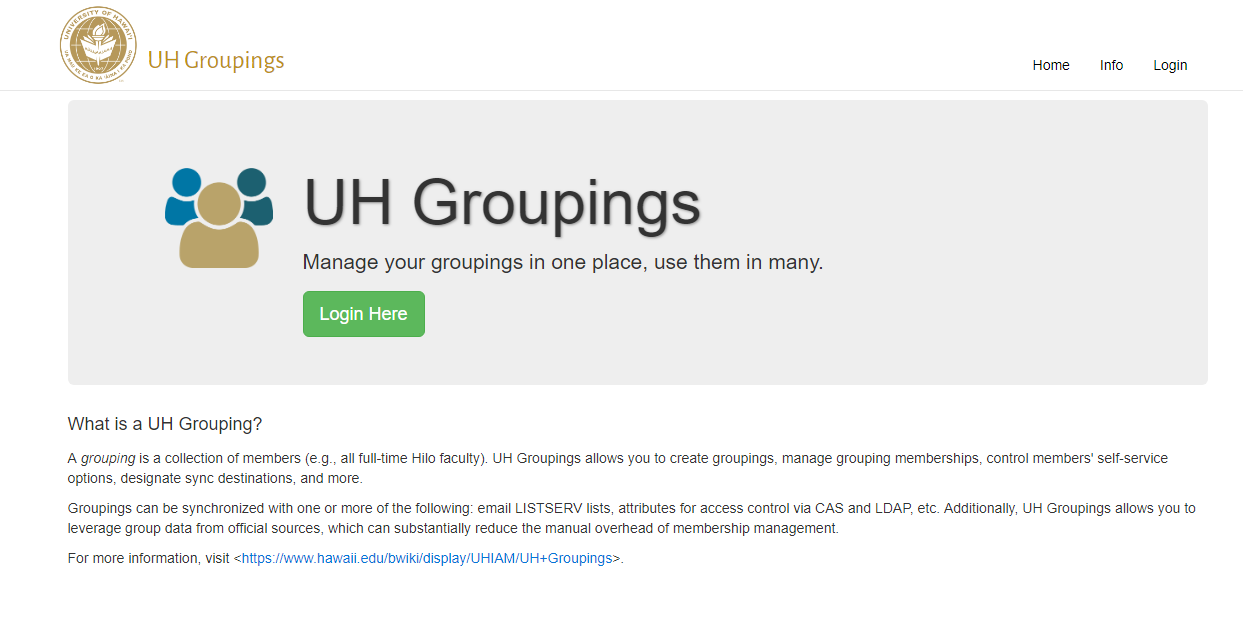 UNIVERSITY OF HAWAI'I
UH Groupings
Home Info Login
UH Groupings
Manage your groupings in one place, use them in many.
Login Here
What is a UH Grouping?
A grouping is a collection of members (e.g., all full-time Hilo faculty). UH Groupings allows you to create groupings, manage grouping memberships, control members' self-service
options, designate sync destinations, and more.
Groupings can be synchronized with one or more of the following: email LISTSERV lists, attributes for access control via CAS and LDAP, etc. Additionally, UH Groupings allows you to
leverage group data from official sources, which can substantially reduce the manual overhead of membership management.
For more information, visit <https://www.hawaii.edu/bwiki/display/UHIAM/UH+Groupings>.